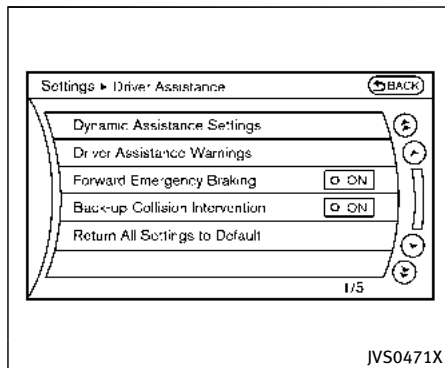 Settings ▸ Driver Assistance
BACK
Dynamic Assistance Settings
Driver Assistance Warnings
Forward Emergency Braking
ON
Back-up Collision Intervention
ON
Return All Settings to Default
1/5
JVS0471X